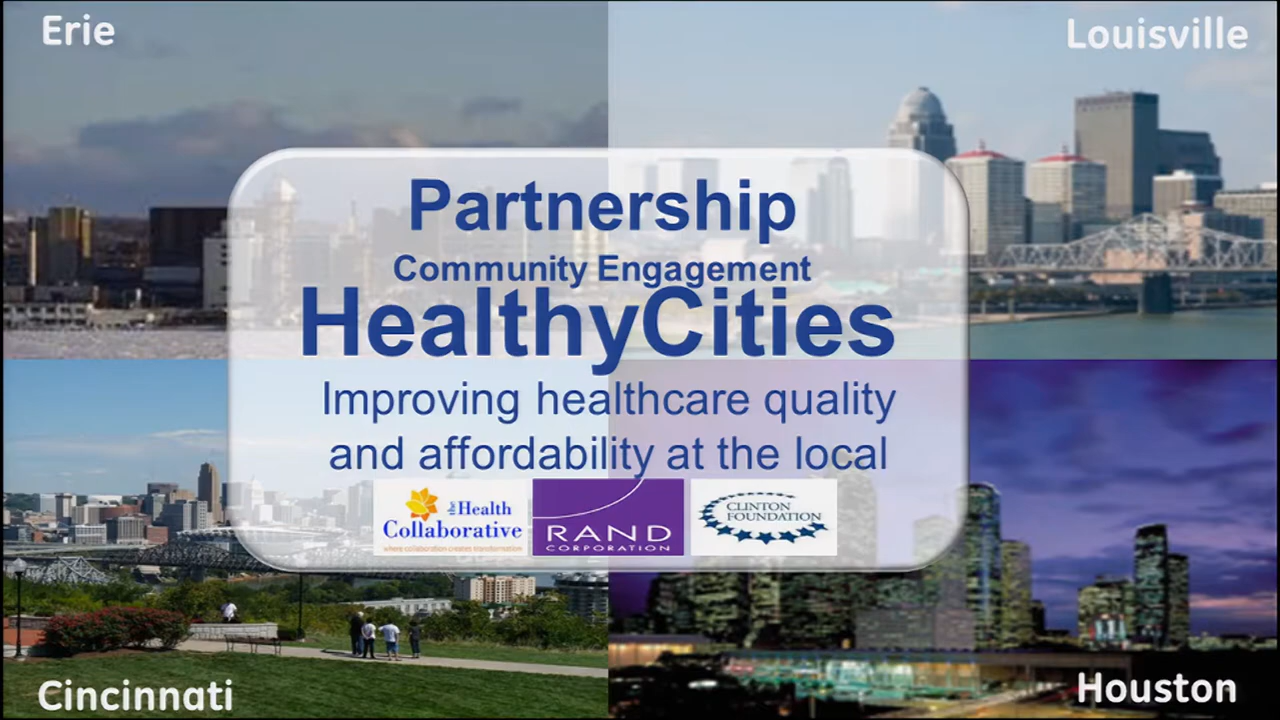 Erie
Louisville
Partnership
Community Engagement
HealthyCities
Improving healthcare quality
and affordability at the local
the Health
Collaborative
where collaboration creates transformation
RAND
CORPORATION
CLINTON
FOUNDATION
Cincinnati
Houston